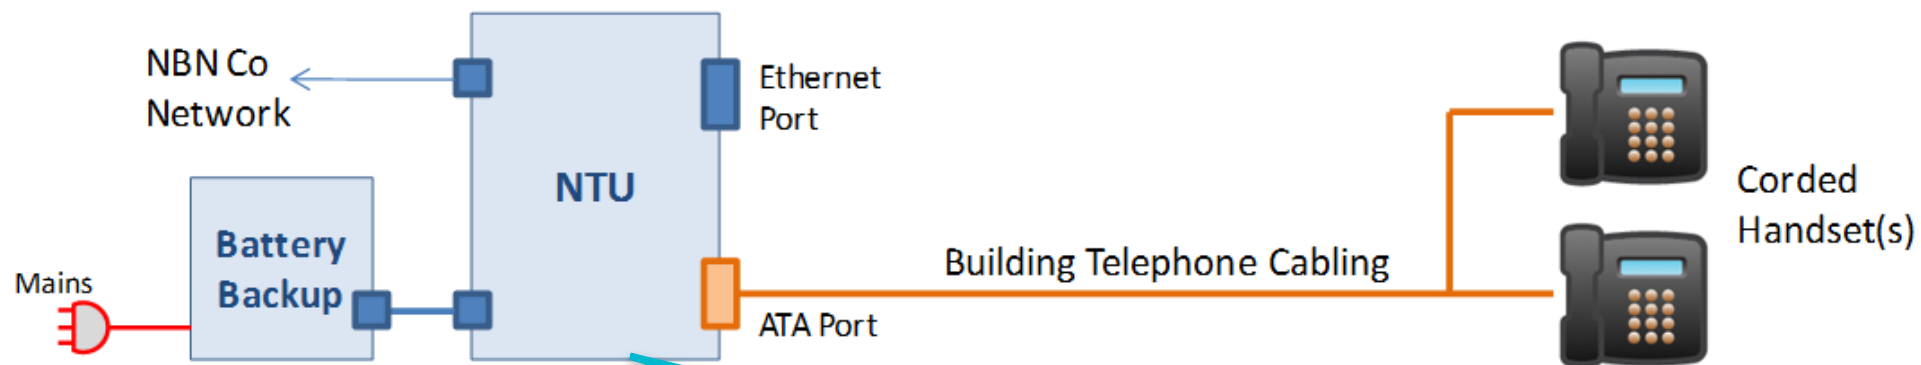 NBN Co
Network
Ethernet
Port
NTU
Corded
Handset(s)
Battery
Backup
Building Telephone Cabling
Mains
ATA Port